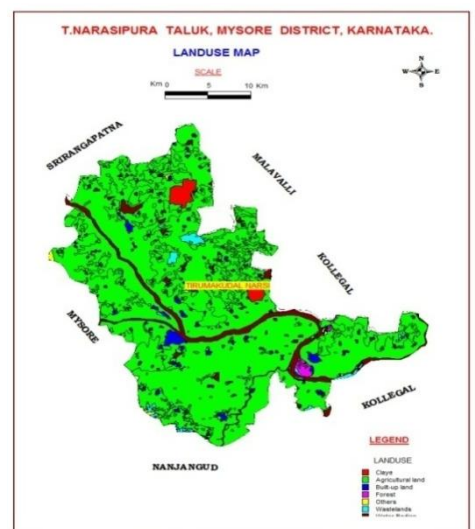 T.NARASIPURA TALUK, MYSORE DISTRICT, KARNATAKA.
LANDUSE MAP
SCALE
Km 0 5 10 Km
N
W E
S
SRIRANGAPATNA
MALAVALLI
KOLLEGAL
TIRUMAKUDAL NARSI
MYSORE
KOLLEGAL
NANJANGUD
LEGEND
LANDUSE
Agricultural land
Built-up land
Forest
Others
Wastelands